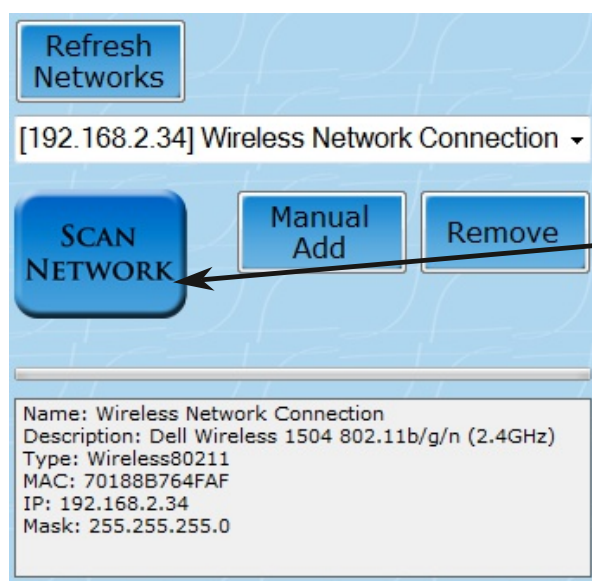 Refresh
Networks
[192.168.2.34] Wireless Network Connection
SCAN
NETWORK
Manual
Add
Remove
Name: Wireless Network Connection
Description: Dell Wireless 1504 802.11b/g/n (2.4GHz)
Type: Wireless80211
MAC: 70188B764FAF
IP: 192.168.2.34
Mask: 255.255.255.0